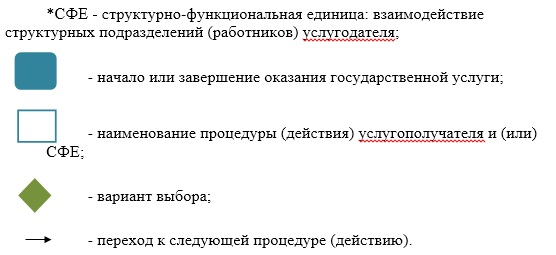 *СФЕ - структурно-функциональная единица: взаимодействие
структурных подразделений (работников) услугодателя;
- начало или завершение оказания государственной услуги;
- наименование процедуры (действия) услугополучателя и (или)
СФЕ;
- вариант выбора;
- переход к следующей процедуре (действию).